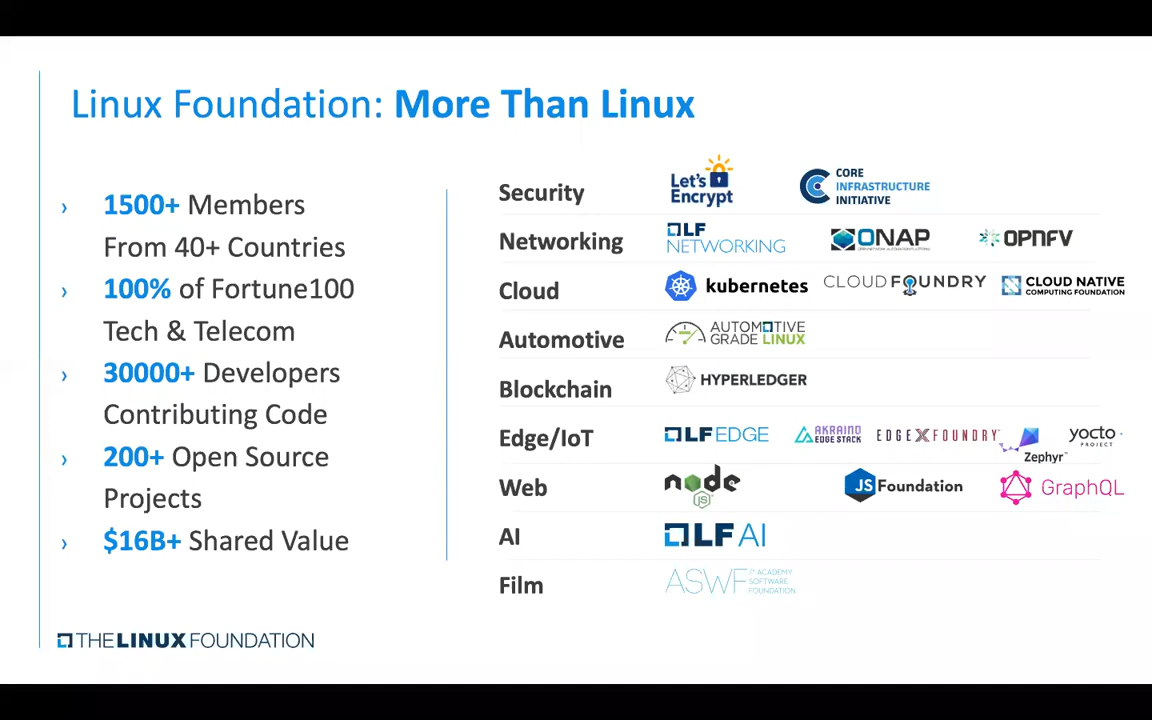 Linux Foundation: More Than Linux
› 1500+ Members
From 40+ Countries
› 100% of Fortune100
Tech & Telecom
› 30000+ Developers
Contributing Code
› 200+ Open Source
Projects
› $16B+ Shared Value
THE LINUX FOUNDATION
Security
Let's
Encrypt
CORE
INFRASTRUCTURE
INITIATIVE
Networking
LF
NETWORKING
ONAP
OPNFV
Cloud
kubernetes
CLOUD FOUNDRY
CLOUD NATIVE
COMPUTING FOUNDATION
Automotive
AUTOMOTIVE
GRADE LINUX
Blockchain
HYPERLEDGER
Edge/IoT
LF EDGE
AKRAINO
EDGE STACK
EDGE X FOUNDRY
Zephyr
yocto
PROJECT
Web
node
JS
JS Foundation
GraphQL
AI
LF AI
Film
ASWF
ACADEMY
SOFTWARE
FOUNDATION